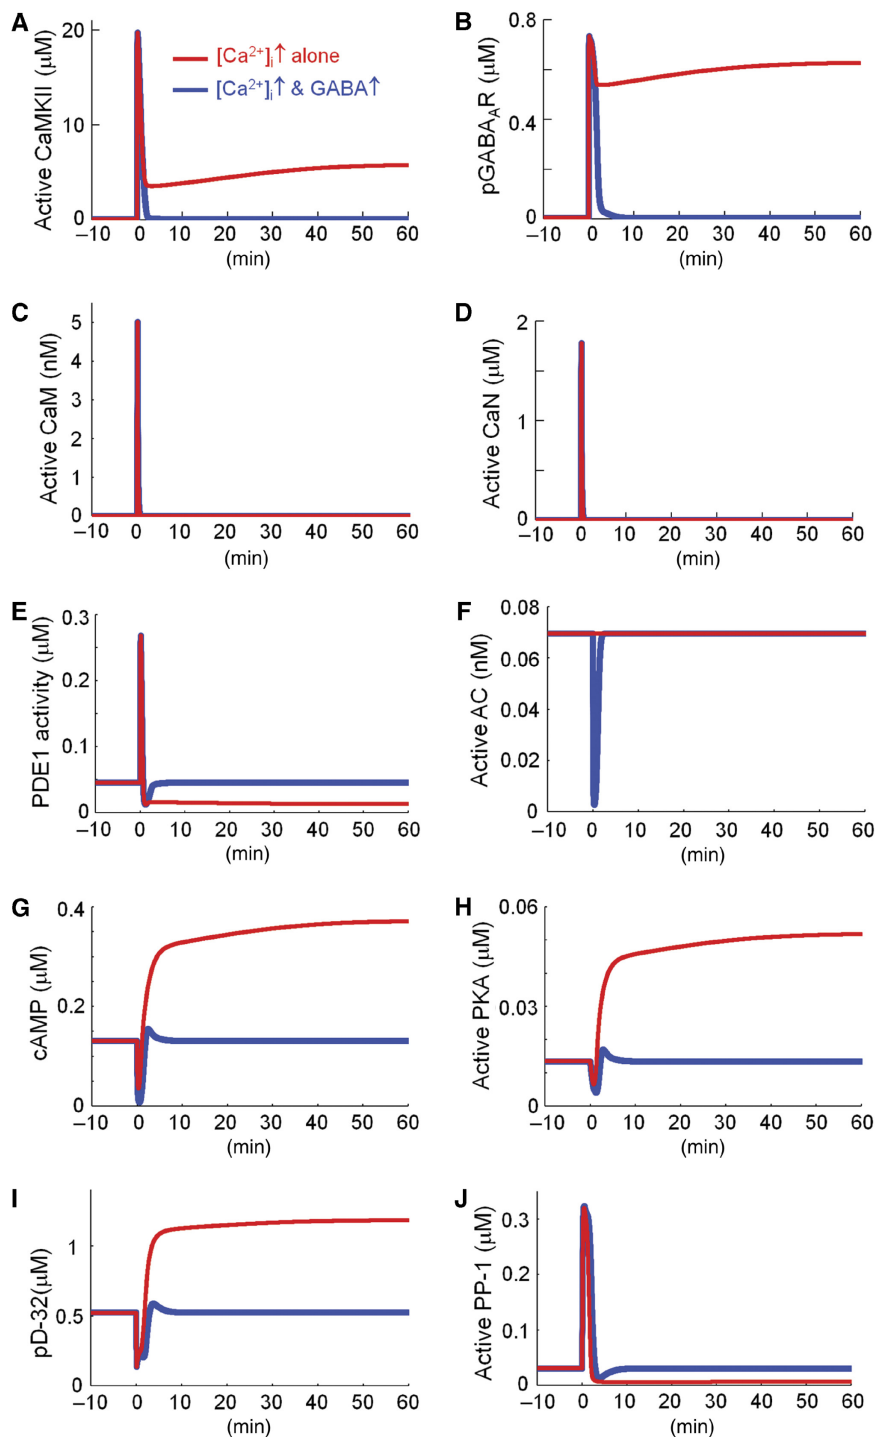 A
Active CaMKII (μM)
20
10
0
[Ca²⁺]ᵢ↑ alone
[Ca²⁺]ᵢ↑ & GABA↑
–10 0 10 20 30 40 50 60
(min)
B
pGABA_AR (μM)
0.8
0.4
0
–10 0 10 20 30 40 50 60
(min)
C
Active CaM (nM)
5
4
3
2
1
0
–10 0 10 20 30 40 50 60
(min)
D
Active CaN (μM)
2
1
0
–10 0 10 20 30 40 50 60
(min)
E
PDE1 activity (μM)
0.3
0.2
0.1
0
–10 0 10 20 30 40 50 60
(min)
F
Active AC (nM)
0.08
0.06
0.04
0.02
0
–10 0 10 20 30 40 50 60
(min)
G
cAMP (μM)
0.4
0.2
0
–10 0 10 20 30 40 50 60
(min)
H
Active PKA (μM)
0.06
0.03
0
–10 0 10 20 30 40 50 60
(min)
I
pD-32(μM)
1
0.5
0
–10 0 10 20 30 40 50 60
(min)
J
Active PP-1 (μM)
0.3
0.2
0.1
0
–10 0 10 20 30 40 50 60
(min)